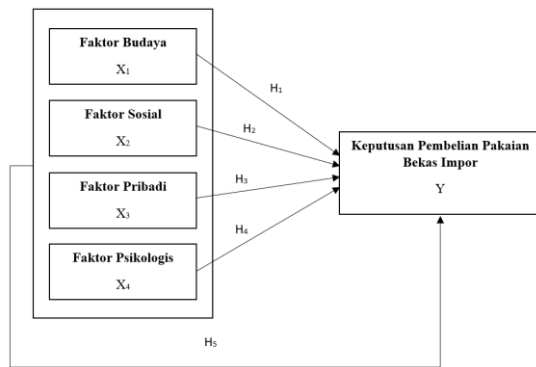 Faktor Budaya
X₁
H₁
Faktor Sosial
X₂
H₂
Faktor Pribadi
X₃
H₃
Faktor Psikologis
X₄
H₄
Keputusan Pembelian Pakaian
Bekas Impor
Y
H₅